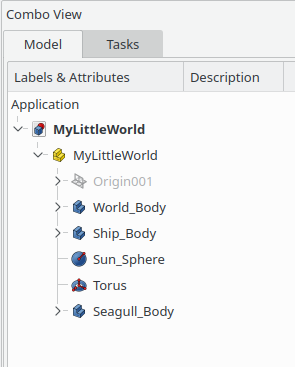 Combo View
Model Tasks
Labels & Attributes Description
Application
MyLittleWorld
MyLittleWorld
Origin001
World_Body
Ship_Body
Sun_Sphere
Torus
Seagull_Body